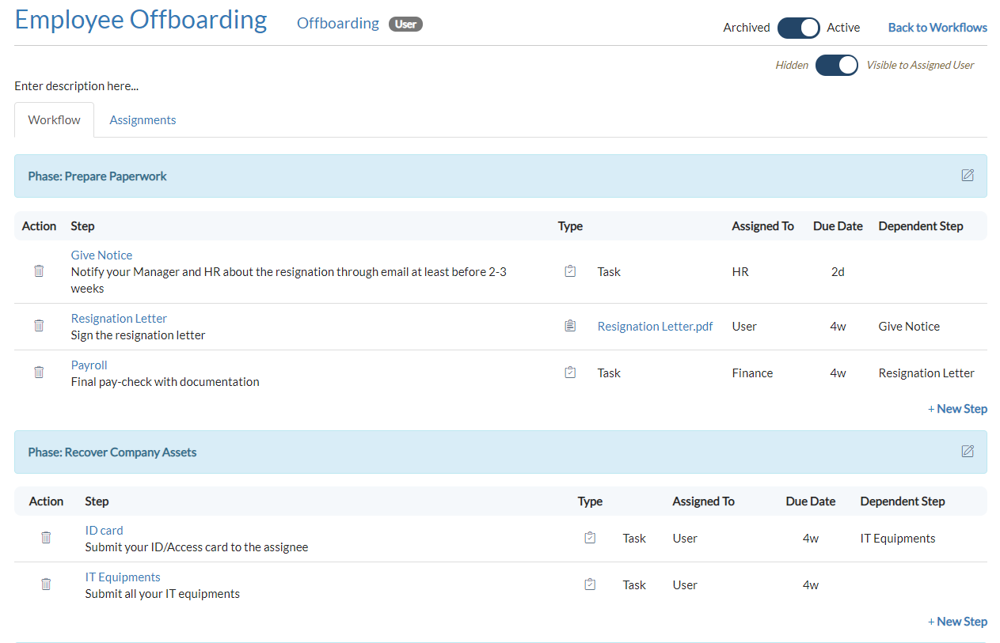 Employee Offboarding Offboarding User
Archived Active Back to Workflows
Hidden Visible to Assigned User
Enter description here...
Workflow Assignments
Phase: Prepare Paperwork
Action Step Type Assigned To Due Date Dependent Step
Give Notice
Notify your Manager and HR about the resignation through email at least before 2-3
weeks
Task HR 2d
Resignation Letter
Sign the resignation letter
Resignation Letter.pdf User 4w Give Notice
Payroll
Final pay-check with documentation
Task Finance 4w Resignation Letter
+ New Step
Phase: Recover Company Assets
Action Step Type Assigned To Due Date Dependent Step
ID card
Submit your ID/Access card to the assignee
Task User 4w IT Equipments
IT Equipments
Submit all your IT equipments
Task User 4w
+ New Step